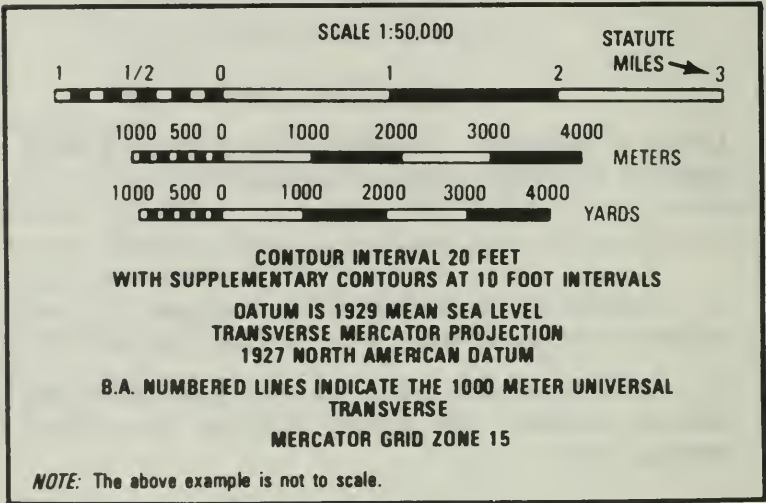 SCALE 1:50,000
STATUTE
MILES
1 1/2 0 1 2 3
1000 500 0 1000 2000 3000 4000
METERS
1000 500 0 1000 2000 3000 4000
YARDS
CONTOUR INTERVAL 20 FEET
WITH SUPPLEMENTARY CONTOURS AT 10 FOOT INTERVALS
DATUM IS 1929 MEAN SEA LEVEL
TRANSVERSE MERCATOR PROJECTION
1927 NORTH AMERICAN DATUM
B.A. NUMBERED LINES INDICATE THE 1000 METER UNIVERSAL
TRANSVERSE
MERCATOR GRID ZONE 15
NOTE: The above example is not to scale.